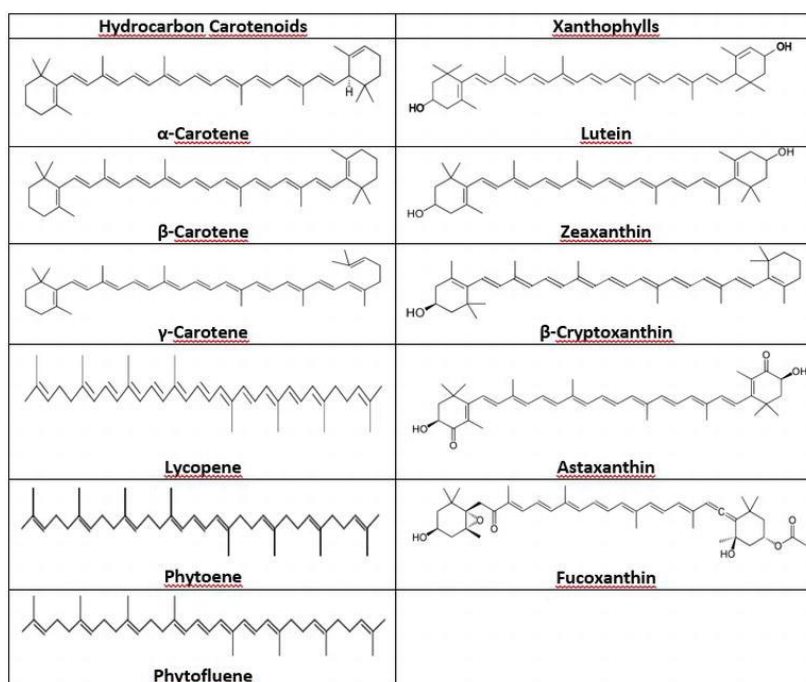 Hydrocarbon Carotenoids
Xanthophylls
H
α-Carotene
OH
HO
Lutein
β-Carotene
OH
HO
Zeaxanthin
γ-Carotene
HO
β-Cryptoxanthin
Lycopene
O
OH
HO
O
Astaxanthin
Phytoene
HO
O
O
C
HO
O
O
Fucoxanthin
Phytofluene